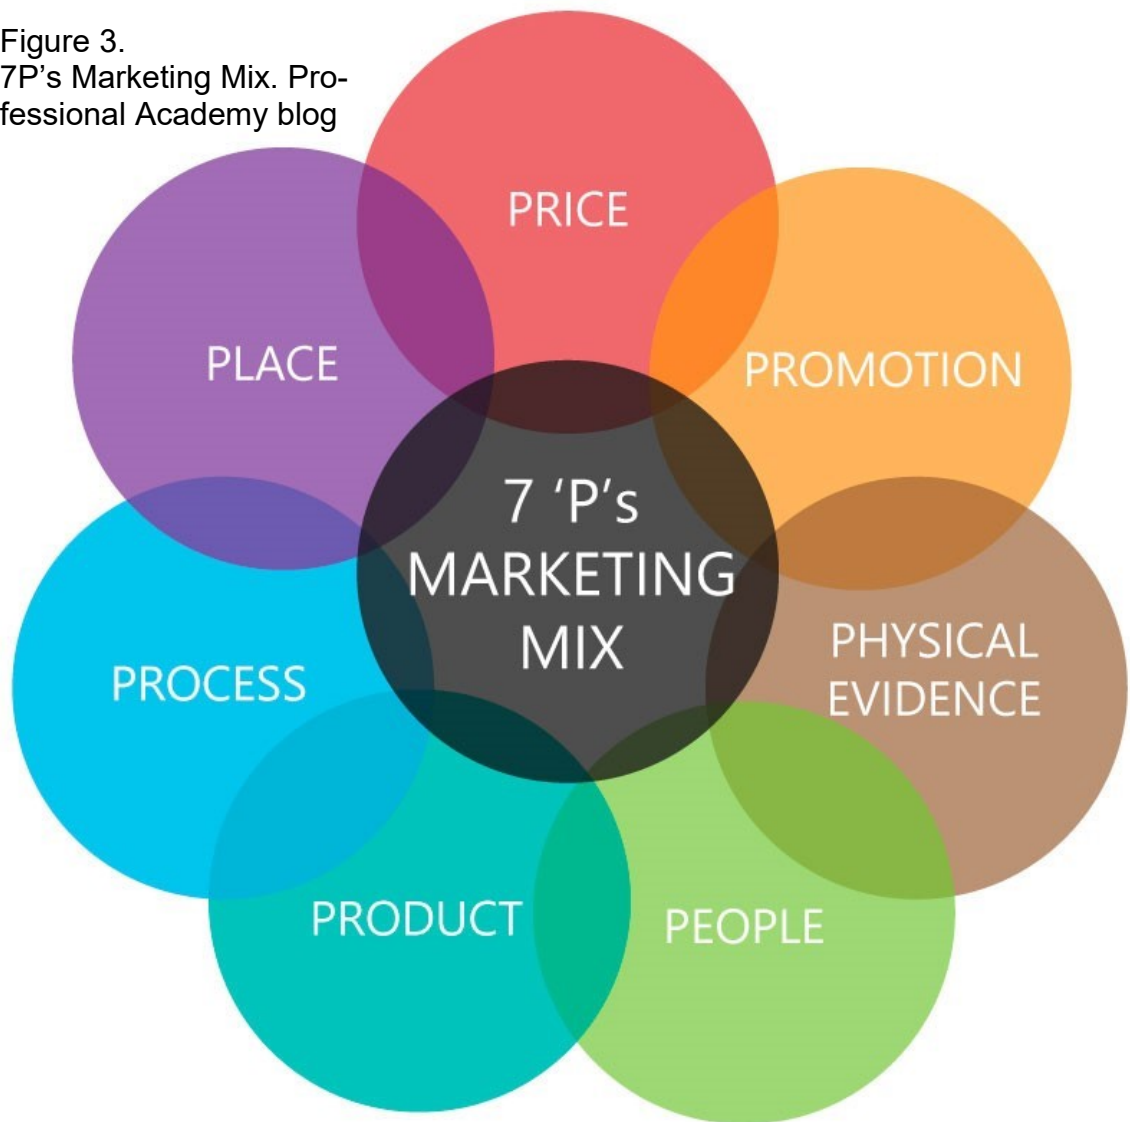 Figure 3.
7P’s Marketing Mix. Pro-
fessional Academy blog
PRICE
PROMOTION
PLACE
7 ‘P’s
MARKETING
MIX
PHYSICAL
EVIDENCE
PROCESS
PRODUCT
PEOPLE